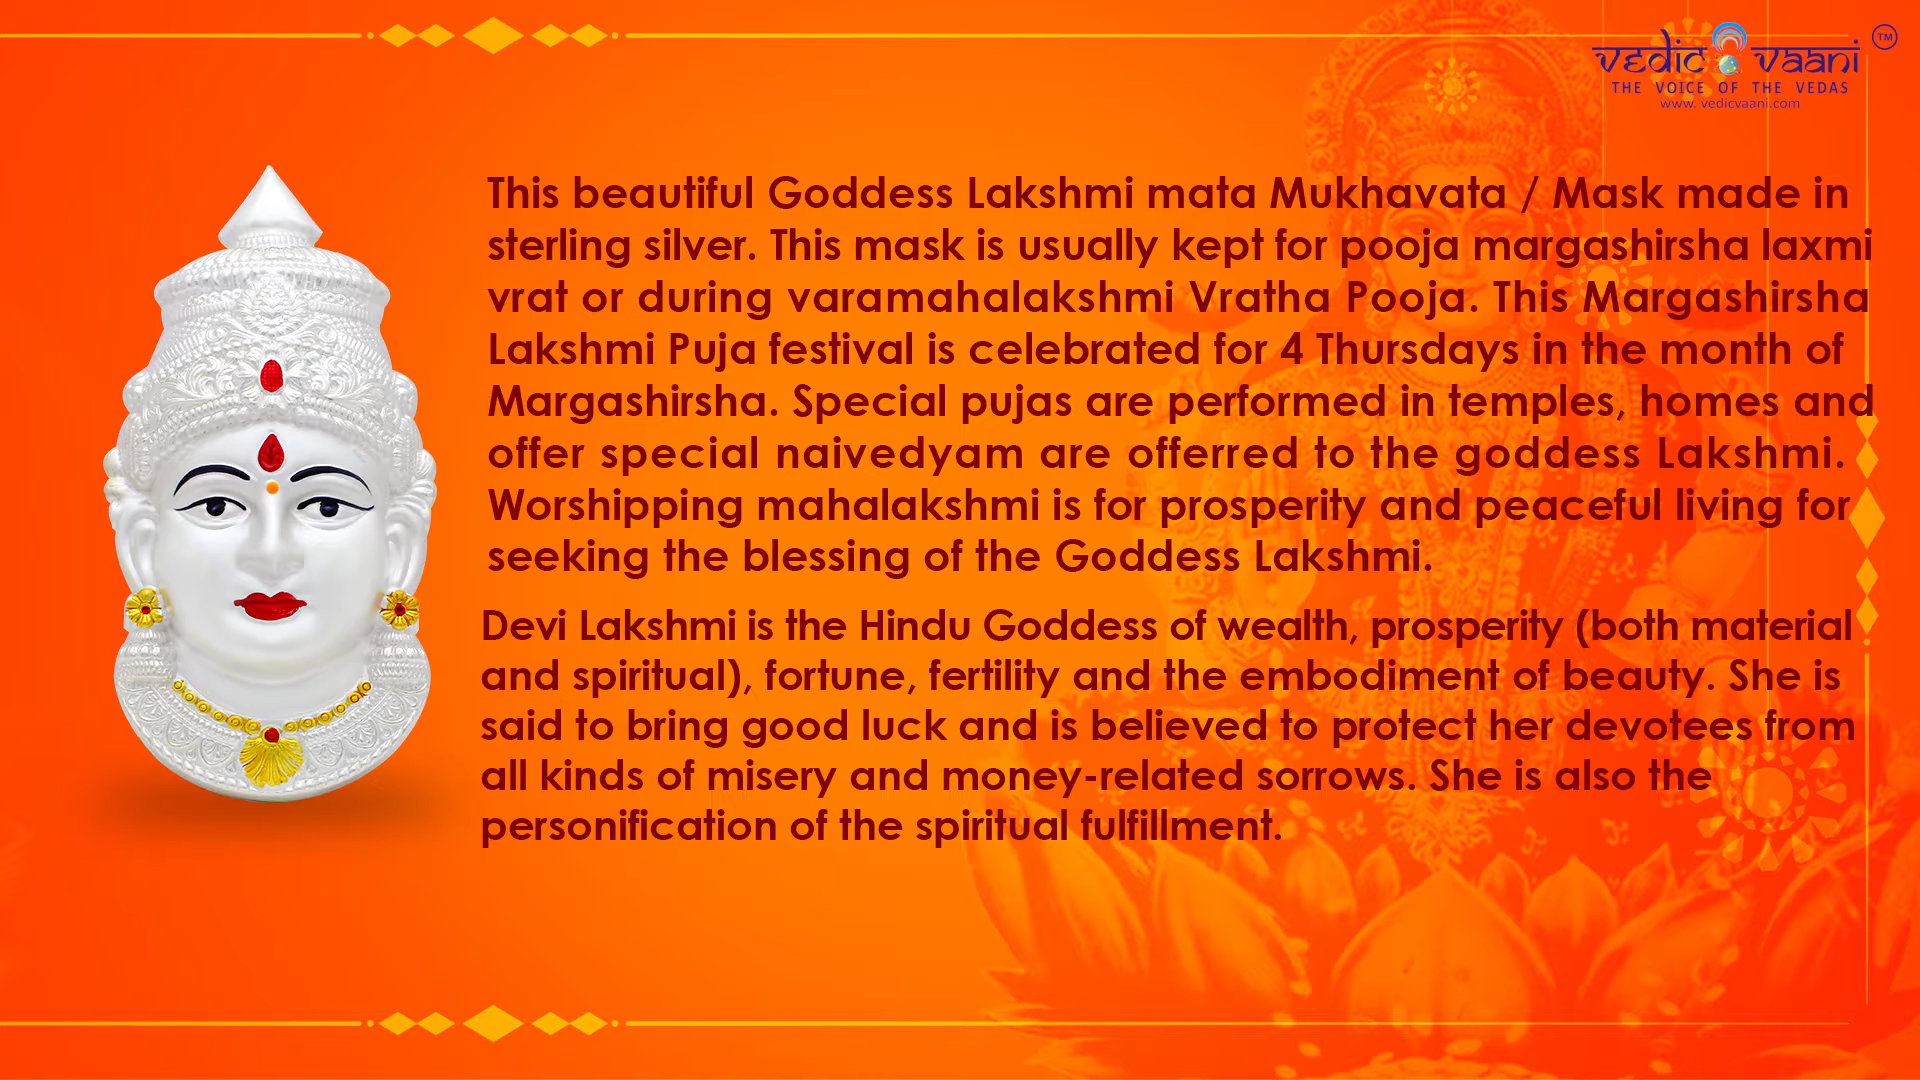 vedic vaani TM
THE VOICE OF THE VEDAS
www. vedicvaani.com
This beautiful Goddess Lakshmi mata Mukhavata / Mask made in
sterling silver. This mask is usually kept for pooja margashirsha laxmi
vrat or during varamahalakshmi Vratha Pooja. This Margashirsha
Lakshmi Puja festival is celebrated for 4 Thursdays in the month of
Margashirsha. Special pujas are performed in temples, homes and
offer special naivedyam are offerred to the goddess Lakshmi.
Worshipping mahalakshmi is for prosperity and peaceful living for
seeking the blessing of the Goddess Lakshmi.
Devi Lakshmi is the Hindu Goddess of wealth, prosperity (both material
and spiritual), fortune, fertility and the embodiment of beauty. She is
said to bring good luck and is believed to protect her devotees from
all kinds of misery and money-related sorrows. She is also the
personification of the spiritual fulfillment.